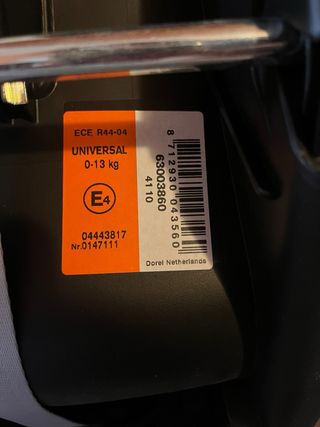 ECE R44-04
UNIVERSAL
0-13 kg
E4
04443817
Nr.0147111
63003860
4110
8 712930 043560
Dorel Netherlands